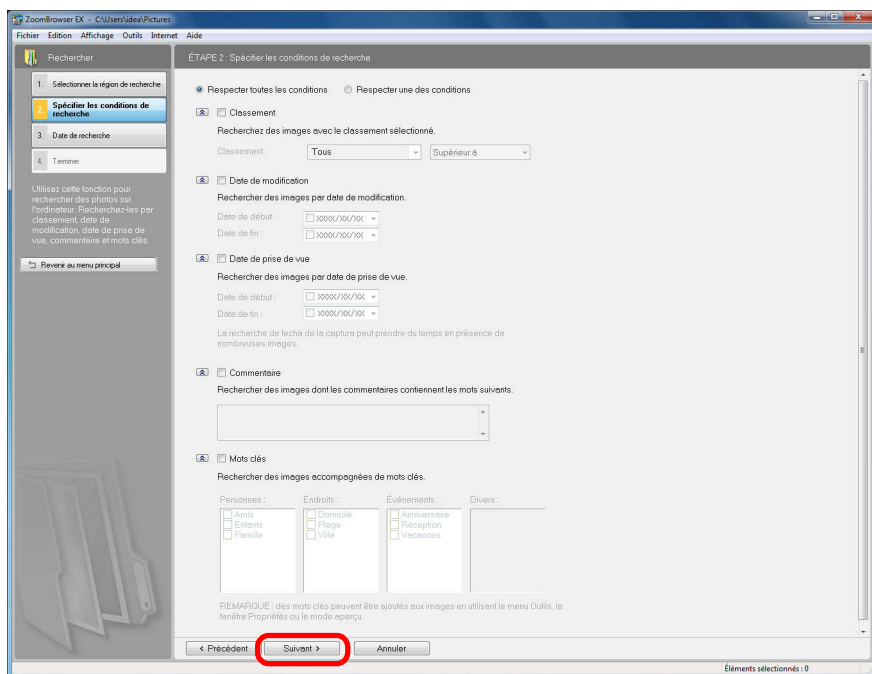 ZoomBrowser EX - C:\Users\idea\Pictures
Fichier Edition Affichage Outils Internet Aide
Rechercher
1. Sélectionner la région de recherche
2. Spécifier les conditions de
recherche
3. Date de recherche
4. Terminer
Utilisez cette fonction pour
rechercher des photos sur
l'ordinateur. Recherchez-les par
classement, date de
modification, date de prise de
vue, commentaire et mots clés.
Revenir au menu principal
ÉTAPE 2 : Spécifier les conditions de recherche
Respecter toutes les conditions Respecter une des conditions
Classement
Recherchez des images avec le classement sélectionné.
Classement : Tous Supérieur à
Date de modification
Rechercher des images par date de modification.
Date de début : XXXX/XX/XX
Date de fin : XXXX/XX/XX
Date de prise de vue
Rechercher des images par date de prise de vue.
Date de début : XXXX/XX/XX
Date de fin : XXXX/XX/XX
La recherche de fecha de la captura peut prendre du temps en présence de
nombreuses images.
Commentaire
Rechercher des images dont les commentaires contiennent les mots suivants.
Mots clés
Rechercher des images accompagnées de mots clés.
Personnes : Endroits : Événements : Divers :
Amis Domicile Anniversaire
Enfants Plage Réception
Famille Ville Vacances
REMARQUE : des mots clés peuvent être ajoutés aux images en utilisant le menu Outils, la
fenêtre Propriétés ou le mode aperçu.
< Précédent Suivant > Annuler
Éléments sélectionnés : 0